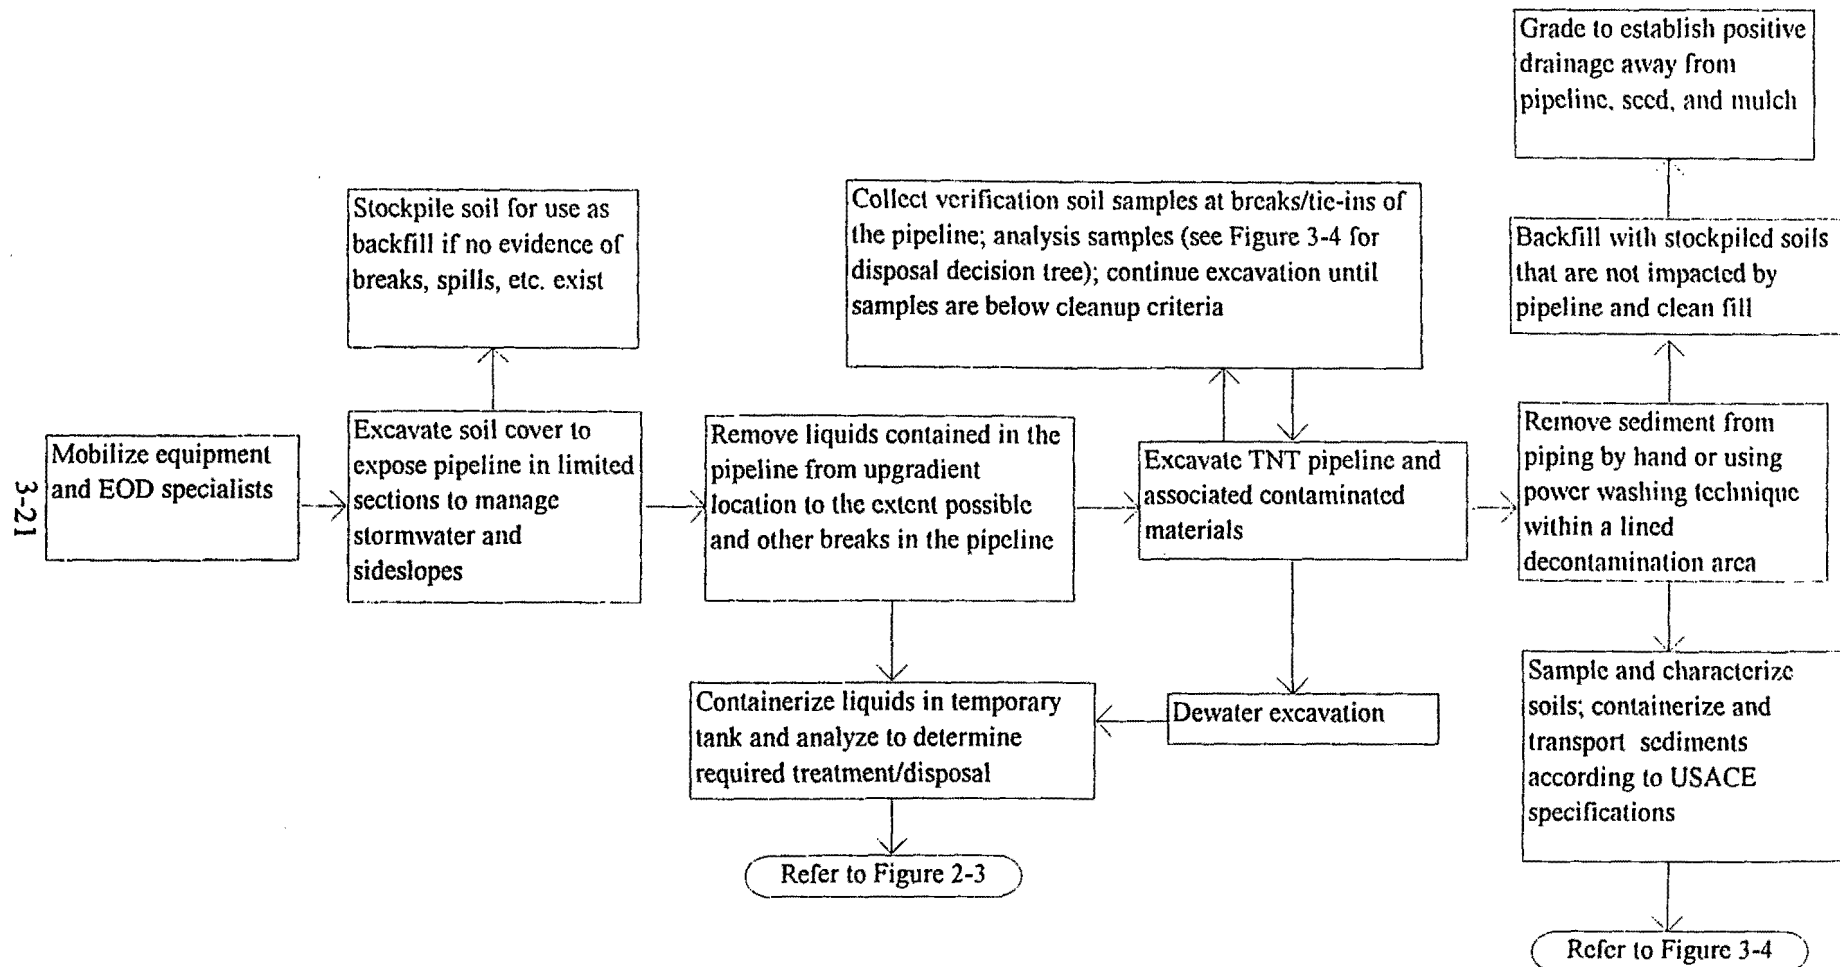 Grade to establish positive
drainage away from
pipeline, seed, and mulch
Stockpile soil for use as
backfill if no evidence of
breaks, spills, etc. exist
Collect verification soil samples at breaks/tie-ins of
the pipeline; analysis samples (see Figure 3-4 for
disposal decision tree); continue excavation until
samples are below cleanup criteria
Backfill with stockpiled soils
that are not impacted by
pipeline and clean fill
3-21
Mobilize equipment
and EOD specialists
Excavate soil cover to
expose pipeline in limited
sections to manage
stormwater and
sideslopes
Remove liquids contained in the
pipeline from upgradient
location to the extent possible
and other breaks in the pipeline
Excavate TNT pipeline and
associated contaminated
materials
Remove sediment from
piping by hand or using
power washing technique
within a lined
decontamination area
Containerize liquids in temporary
tank and analyze to determine
required treatment/disposal
Dewater excavation
Sample and characterize
soils; containerize and
transport sediments
according to USACE
specifications
Refer to Figure 2-3
Refer to Figure 3-4